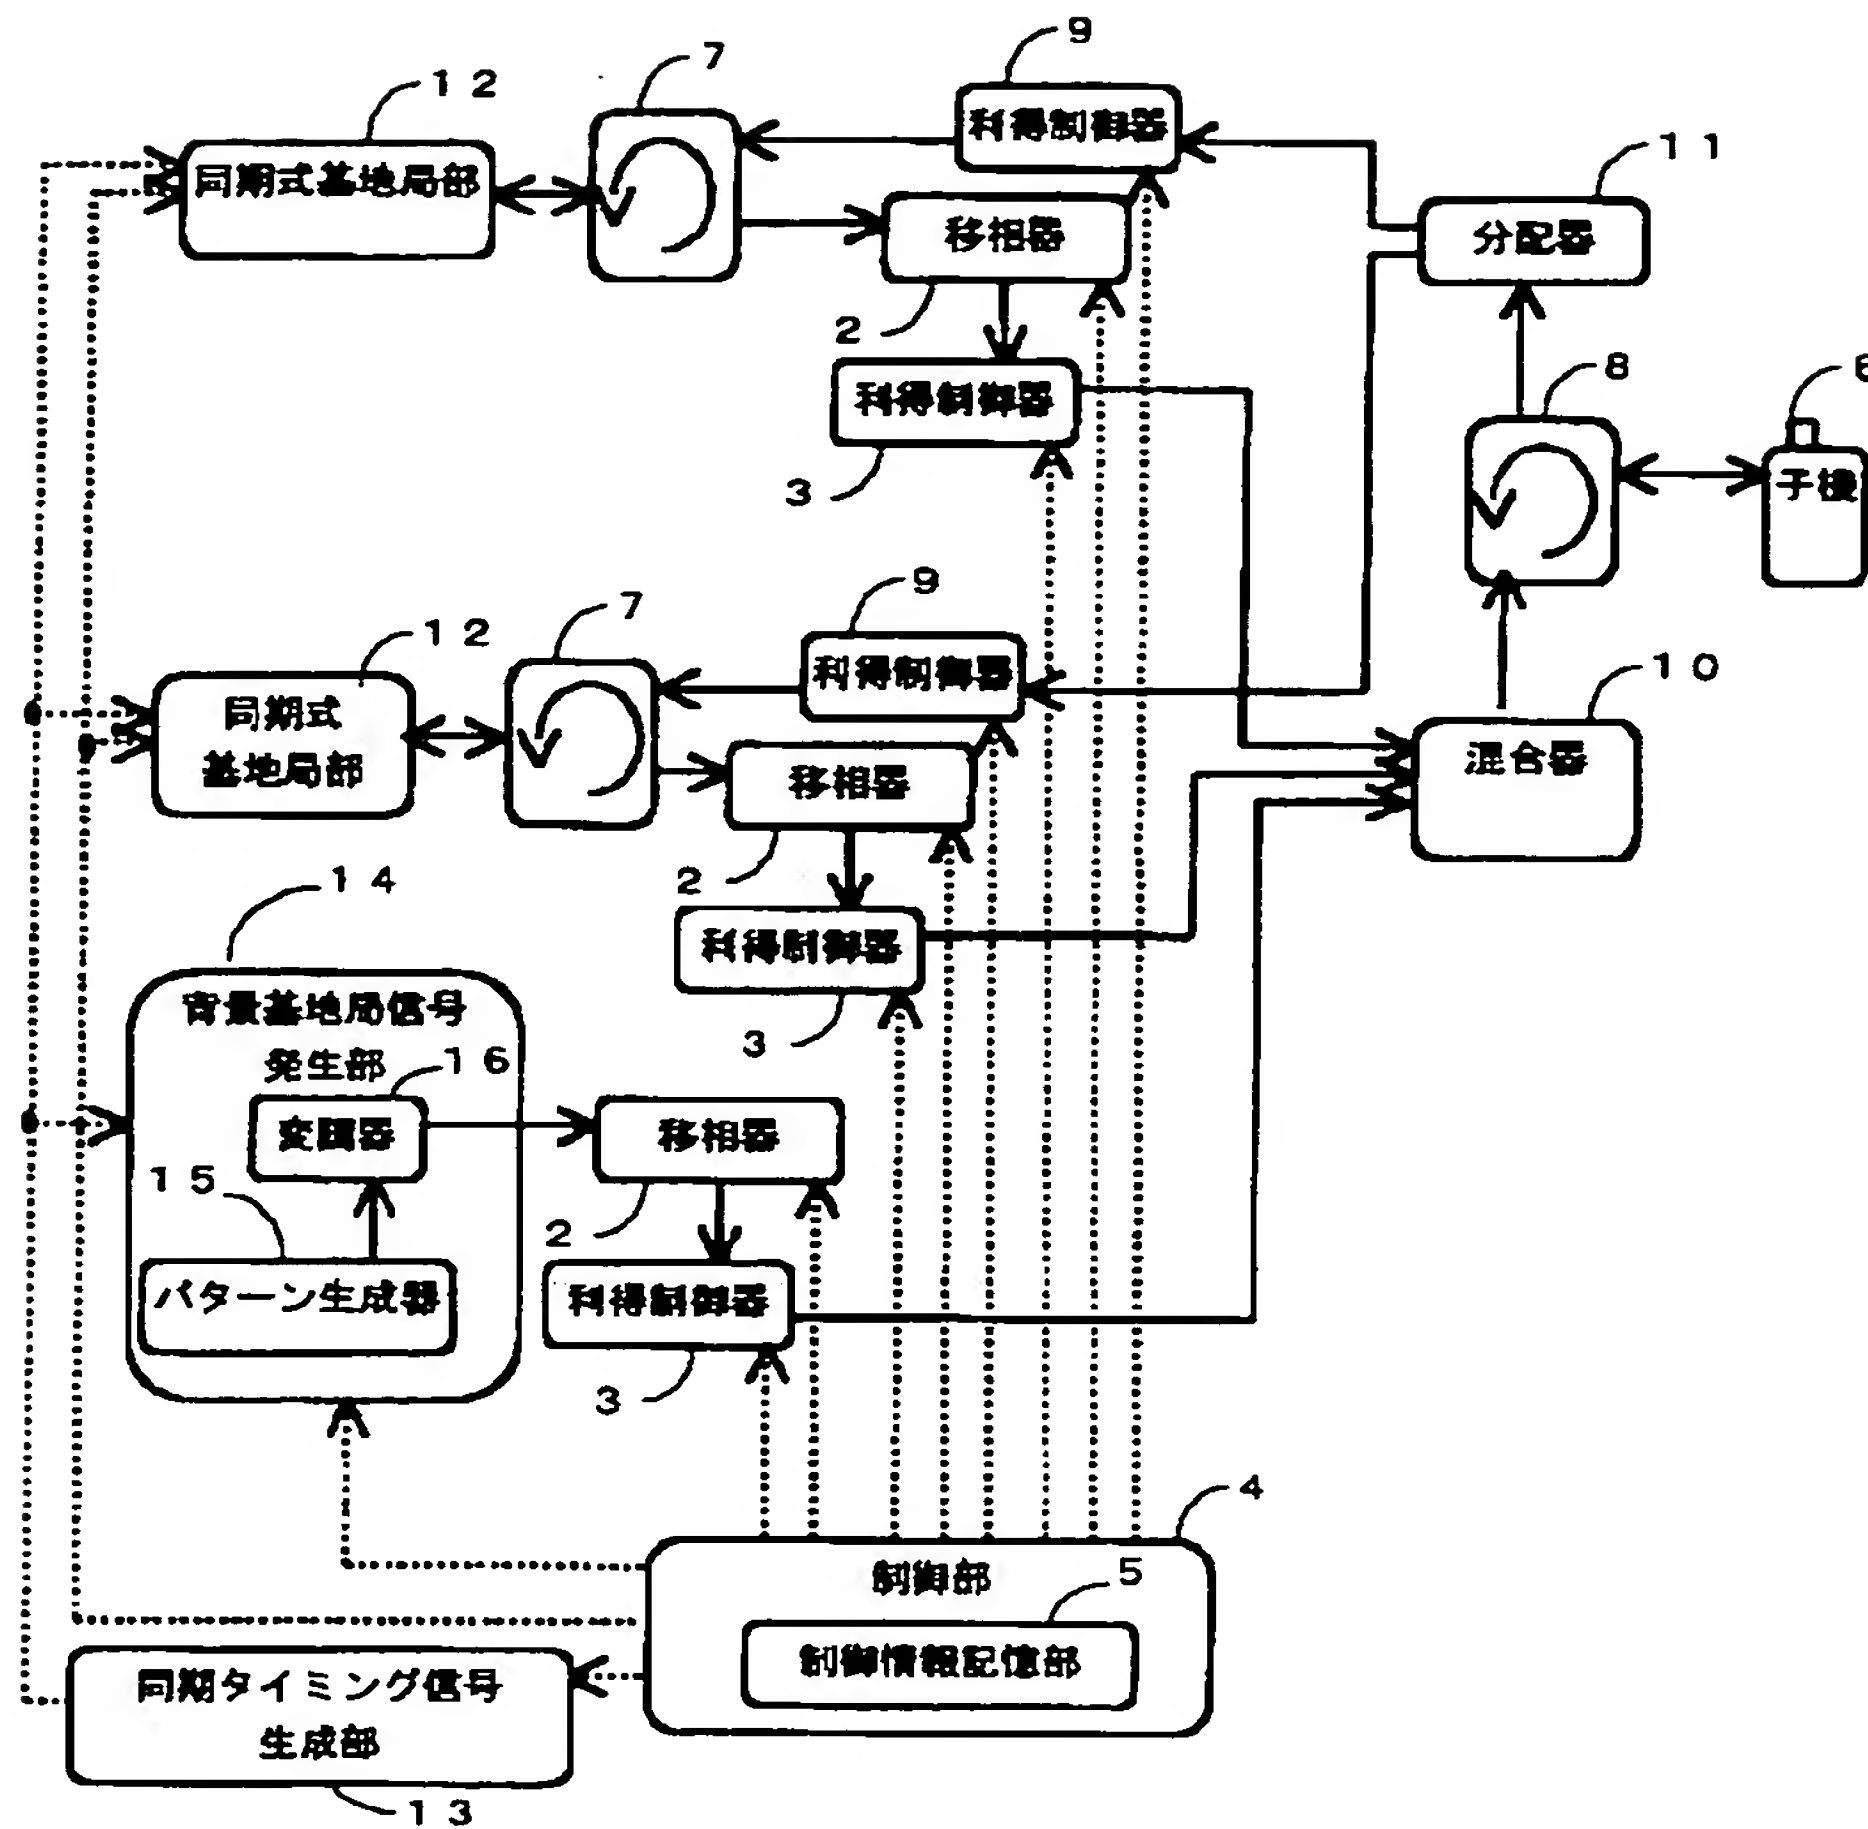 9
7
12
利得制御器
11
同期式基地局部
移相器
分配器
2
8
利得制御器
3
子機
9
7
12
利得制御器
10
同期式
基地局部
移相器
混合器
2
14
利得制御器
背景基地局信号
発生部
3
16
変調器
移相器
15
2
パターン生成器
利得制御器
3
4
制御部
5
制御情報記憶部
同期タイミング信号
生成部
13